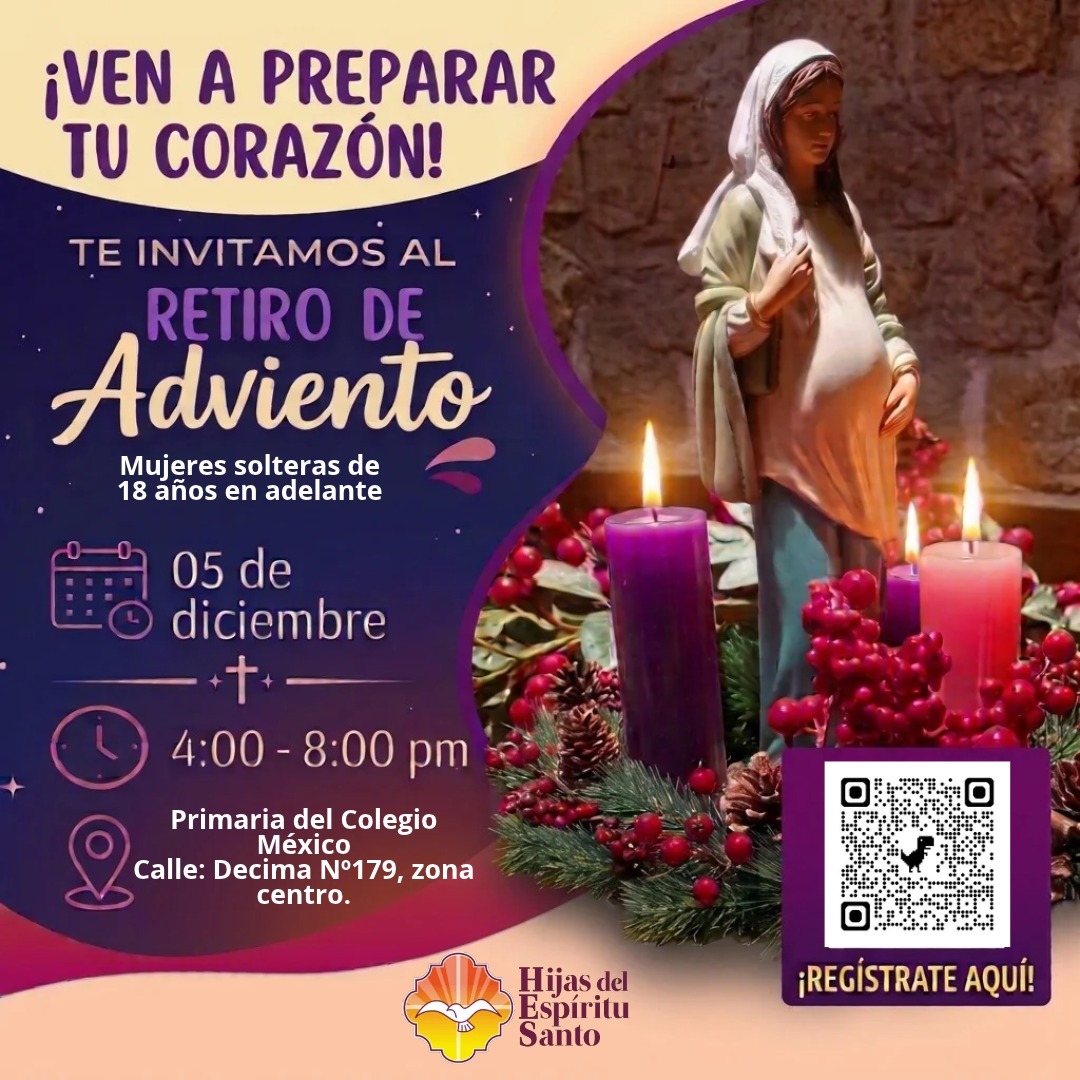 ¡VEN A PREPARAR
TU CORAZÓN!
TE INVITAMOS AL
RETIRO DE
Adviento
Mujeres solteras de
18 años en adelante
05 de
diciembre
4:00 - 8:00 pm
Primaria del Colegio
México
Calle: Decima Nº179, zona
centro.
¡REGÍSTRATE AQUÍ!
Hijas del
Espíritu
Santo